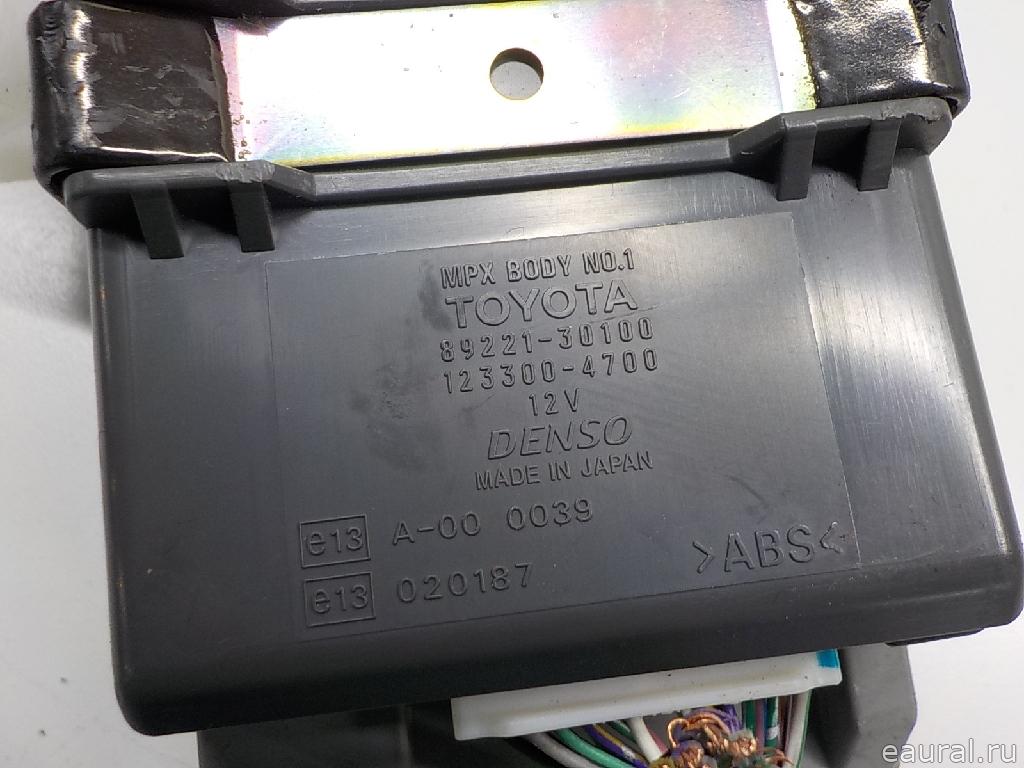 MPX BODY NO.1
TOYOTA
89221-30100
123300-4700
12V
DENSO
MADE IN JAPAN
e13 A-00 0039
e13 020187
>ABS<
eaural.ru